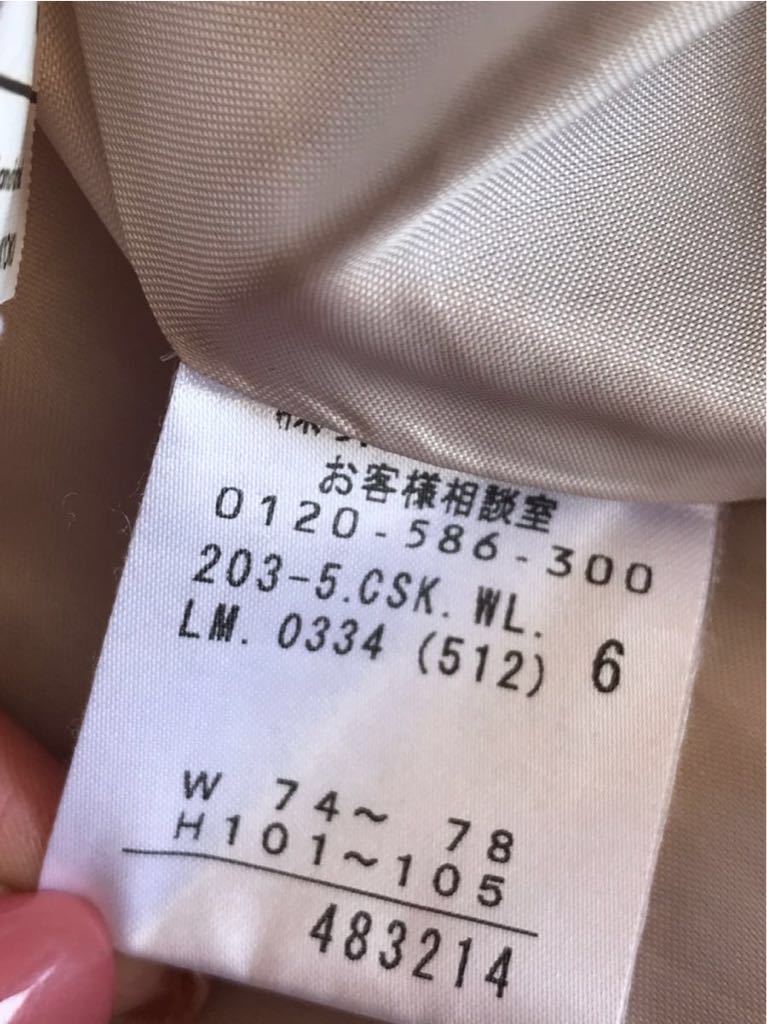 お客様相談室
0120-586-300
203-5.CSK.WL.
LM. 0334 (512) 6
W 74～ 78
H101～105
483214